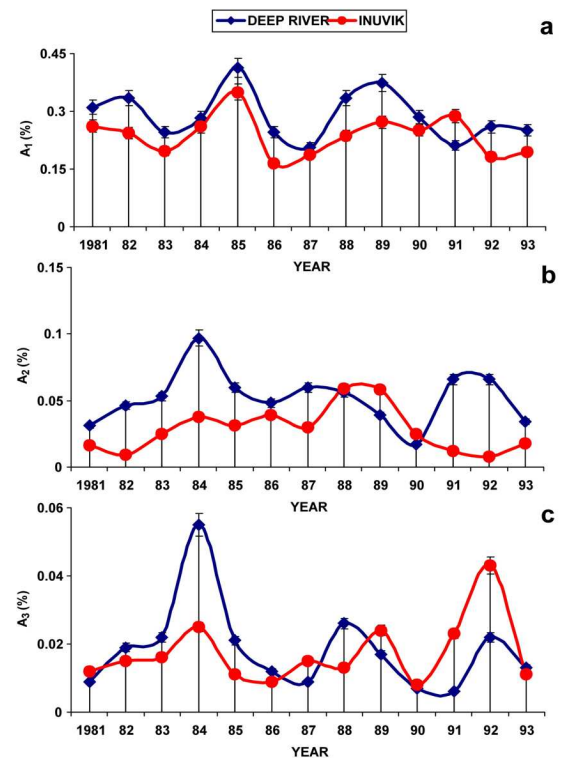 DEEP RIVER INUVIK
a
0.45
0.3
0.15
0
A1 (%)
1981 82 83 84 85 86 87 88 89 90 91 92 93
YEAR
b
0.15
0.1
0.05
0
A2 (%)
1981 82 83 84 85 86 87 88 89 90 91 92 93
YEAR
c
0.06
0.04
0.02
0
A3 (%)
1981 82 83 84 85 86 87 88 89 90 91 92 93
YEAR